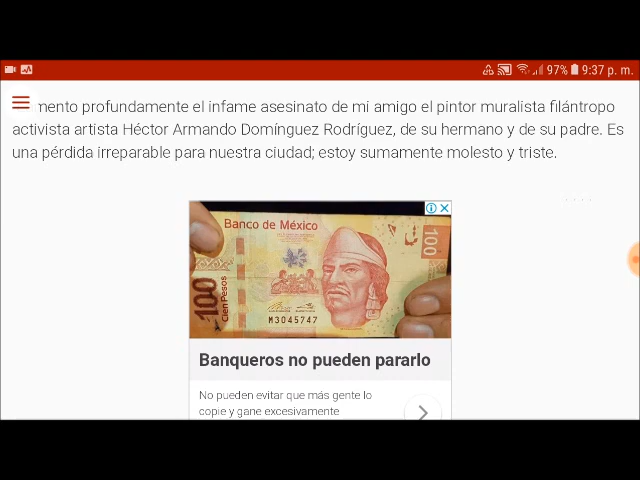 97% 9:37 p. m.
mento profundamente el infame asesinato de mi amigo el pintor muralista filántropo
activista artista Héctor Armando Domínguez Rodríguez, de su hermano y de su padre. Es
una pérdida irreparable para nuestra ciudad; estoy sumamente molesto y triste.
Banco de México
100
100
Cien Pesos
M3045747
Banqueros no pueden pararlo
No pueden evitar que más gente lo
copie y gane excesivamente